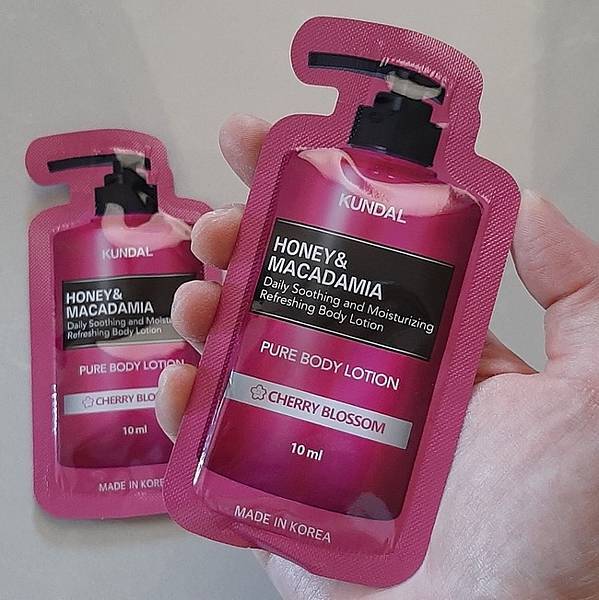 KUNDAL
HONEY&
MACADAMIA
Daily Soothing and Moistu
Refreshing Body Lotion
PURE BODY LOTION
CHERRY BLOS
10 ml
MADE IN KORE
KUNDAL
HONEY&
MACADAMIA
Daily Soothing and Moisturizing
Refreshing Body Lotion
PURE BODY LOTION
CHERRY BLOSSOM
10 ml
MADE IN KOREA